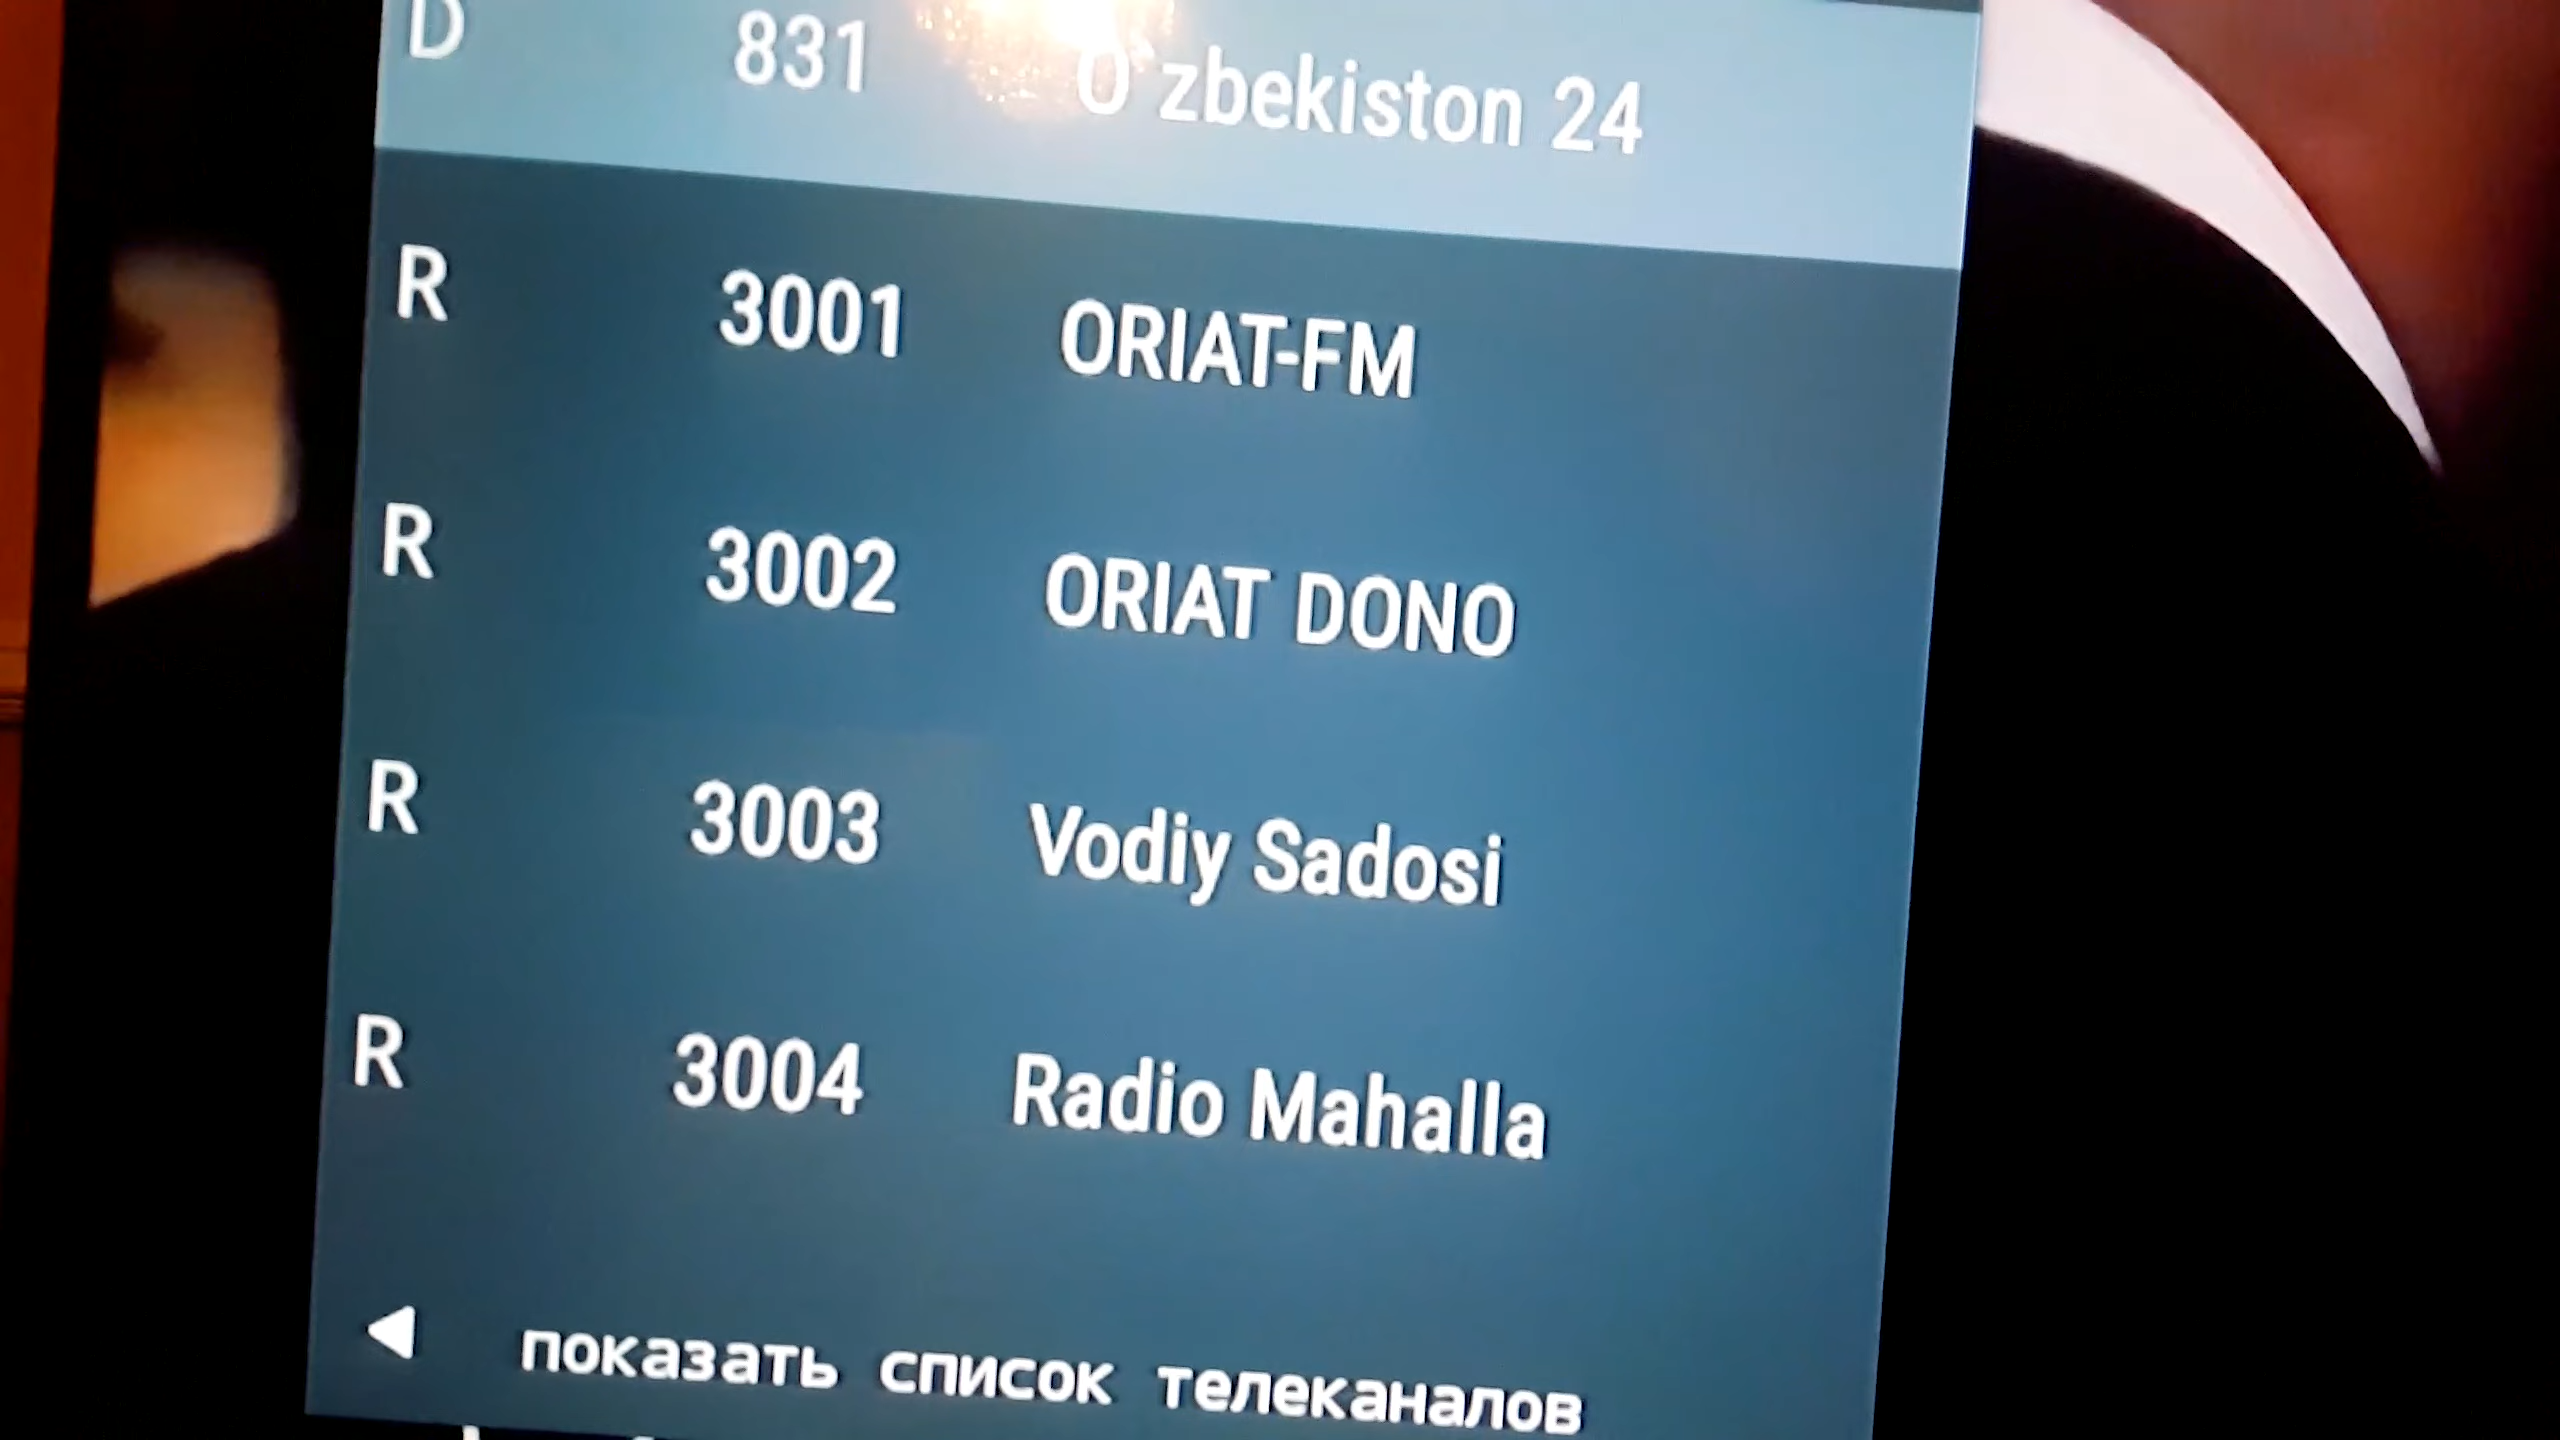 D 831 O zbekiston 24
R 3001 ORIAT-FM
R 3002 ORIAT DONO
R 3003 Vodiy Sadosi
R 3004 Radio Mahalla
◀ показать список телеканалов